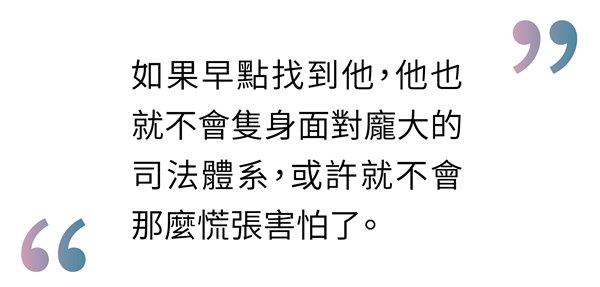 如果早點找到他，他也
就不會隻身面對龐大的
司法體系，或許就不會
那麼慌張害怕了。